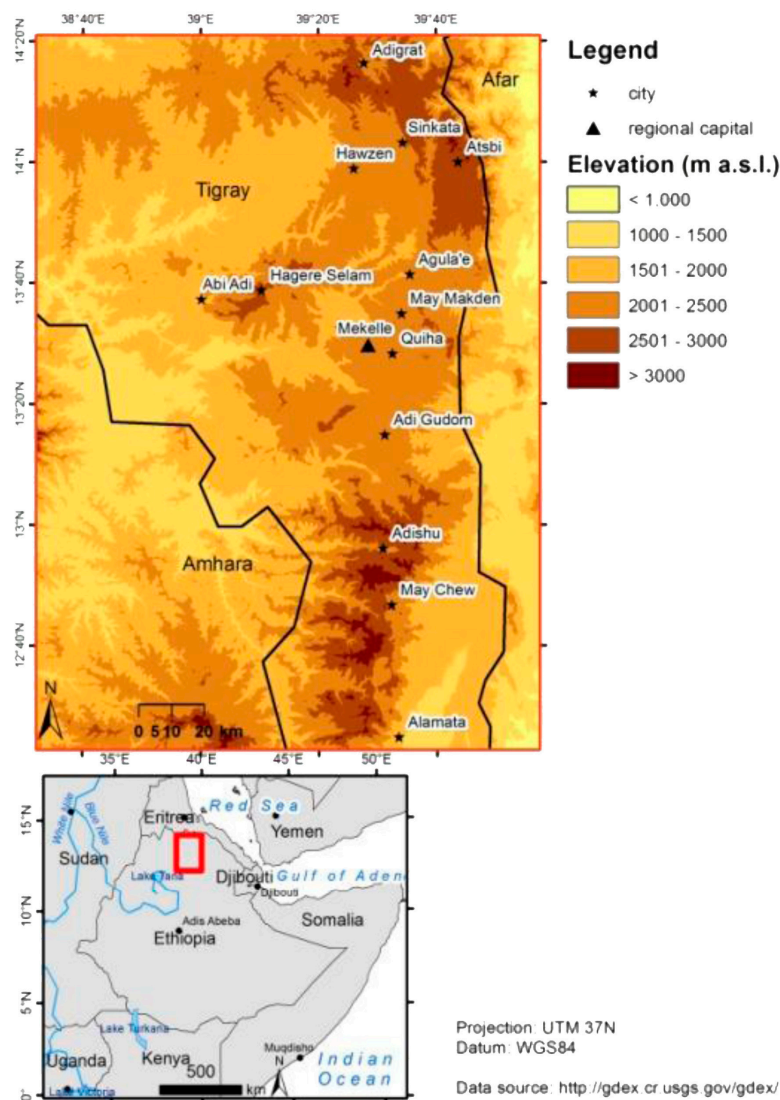 38°40'E 39°0'E 39°20'E 39°40'E
14°20'N
14°0'N
13°40'N
13°20'N
13°0'N
12°40'N
Adigrat
Afar
Sinkata
Hawzen
Atsbi
Tigray
Agula'e
Abi Adi
Hagere Selam
May Makden
Mekelle
Quiha
Adi Gudom
Adishu
Amhara
May Chew
Alamata
N
0 5 10 20 km
Legend
city
regional capital
Elevation (m a.s.l.)
< 1.000
1000 - 1500
1501 - 2000
2001 - 2500
2501 - 3000
> 3000
35°E 40°E 45°E 50°E
15°N
10°N
5°N
0°
White Nile
Blue Nile
Eritrea
Red Sea
Yemen
Sudan
Lake Tana
Djibouti
Djibouti
Gulf of Aden
Adis Abeba
Ethiopia
Somalia
Lake Turkana
Uganda
Kenya
Muqdisho
Lake Victoria
500
km
N
Indian
Ocean
Projection: UTM 37N
Datum: WGS84
Data source: http://gdex.cr.usgs.gov/gdex/